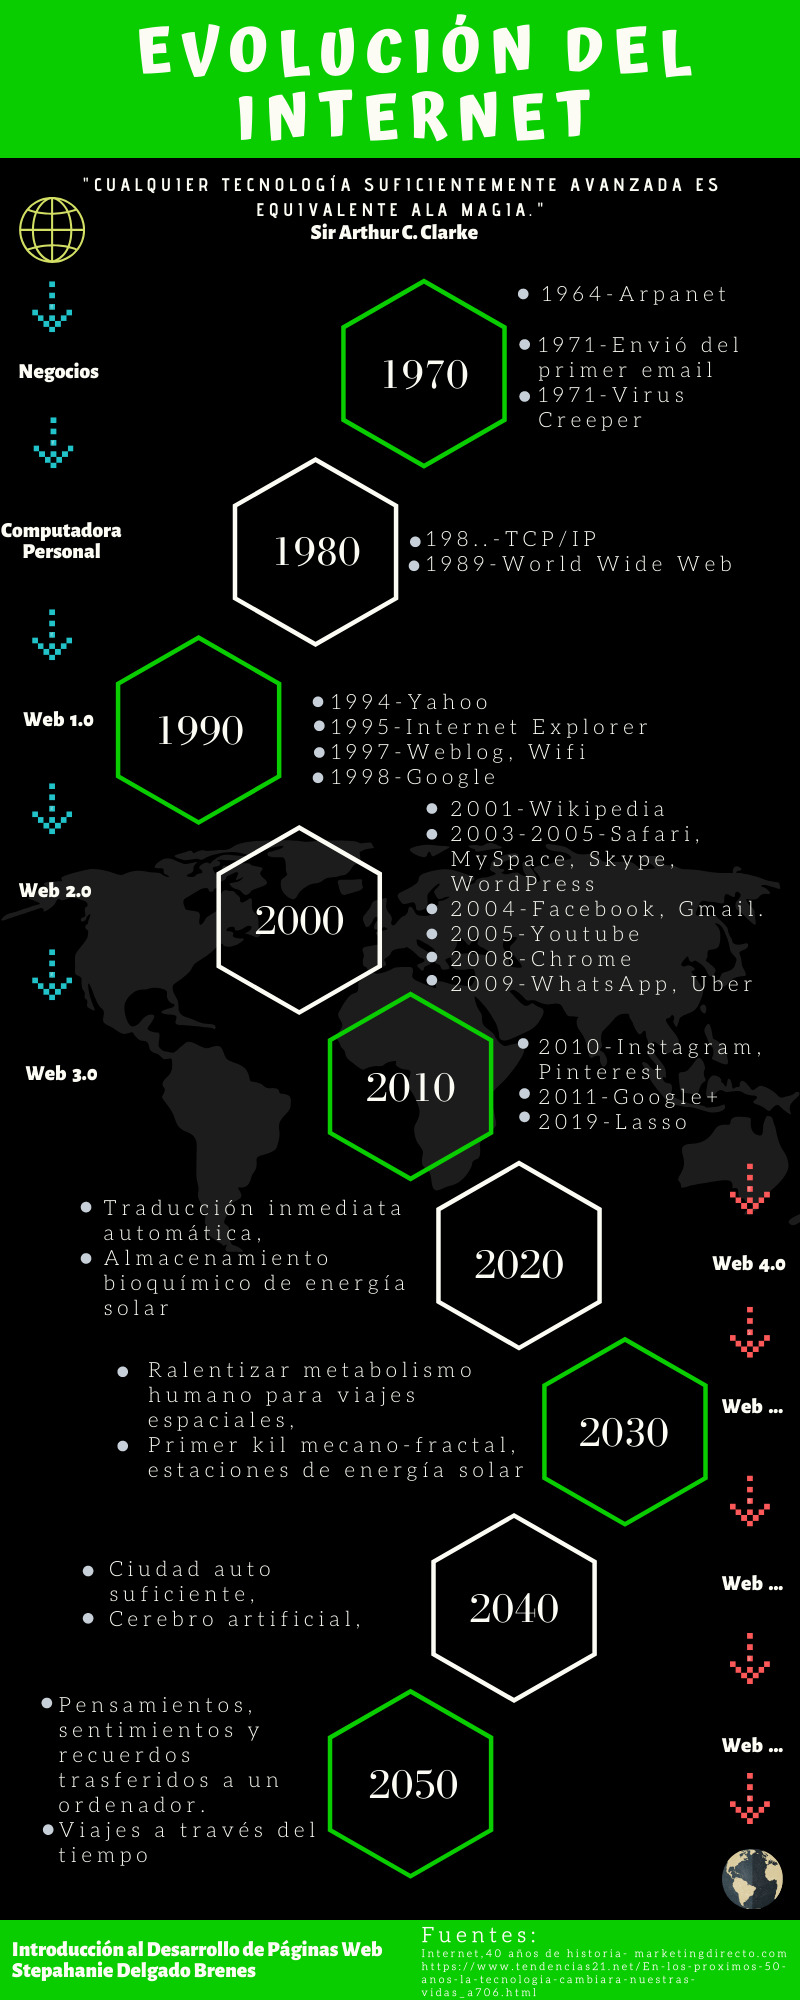 EVOLUCIÓN DEL
INTERNET
"CUALQUIER TECNOLOGÍA SUFICIENTEMENTE AVANZADA ES
EQUIVALENTE ALA MAGIA."
Sir Arthur C. Clarke
Negocios
1970
1964-Arpanet
1971-Envió del
primer email
1971-Virus
Creeper
Computadora
Personal
1980
198..-TCP/IP
1989-World Wide Web
Web 1.0
1990
1994-Yahoo
1995-Internet Explorer
1997-Weblog, Wifi
1998-Google
Web 2.0
2000
2001-Wikipedia
2003-2005-Safari,
MySpace, Skype,
WordPress
2004-Facebook, Gmail.
2005-Youtube
2008-Chrome
2009-WhatsApp, Uber
Web 3.0
2010
2010-Instagram,
Pinterest
2011-Google+
2019-Lasso
Traducción inmediata
automática,
Almacenamiento
bioquímico de energía
solar
2020
Web 4.0
Ralentizar metabolismo
humano para viajes
espaciales,
Primer kil mecano-fractal,
estaciones de energía solar
2030
Web ...
Ciudad auto
suficiente,
Cerebro artificial,
2040
Web ...
Pensamientos,
sentimientos y
recuerdos
trasferidos a un
ordenador.
Viajes a través del
tiempo
2050
Web ...
Introducción al Desarrollo de Páginas Web
Stepahanie Delgado Brenes
Fuentes:
Internet,40 años de historia- marketingdirecto.com
https://www.tendencias21.net/En-los-proximos-50-
anos-la-tecnologia-cambiara-nuestras-
vidas_a706.html